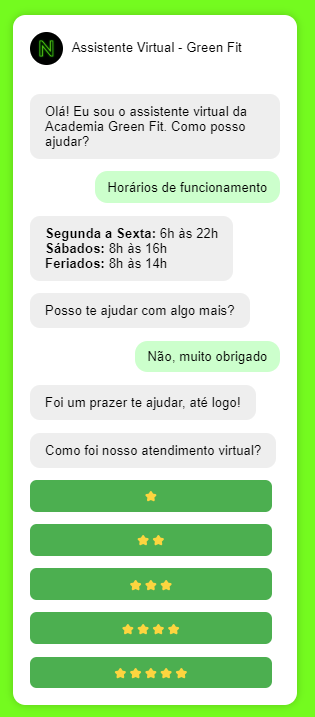 N
Assistente Virtual - Green Fit
Olá! Eu sou o assistente virtual da
Academia Green Fit. Como posso
ajudar?
Horários de funcionamento
Segunda a Sexta: 6h às 22h
Sábados: 8h às 16h
Feriados: 8h às 14h
Posso te ajudar com algo mais?
Não, muito obrigado
Foi um prazer te ajudar, até logo!
Como foi nosso atendimento virtual?